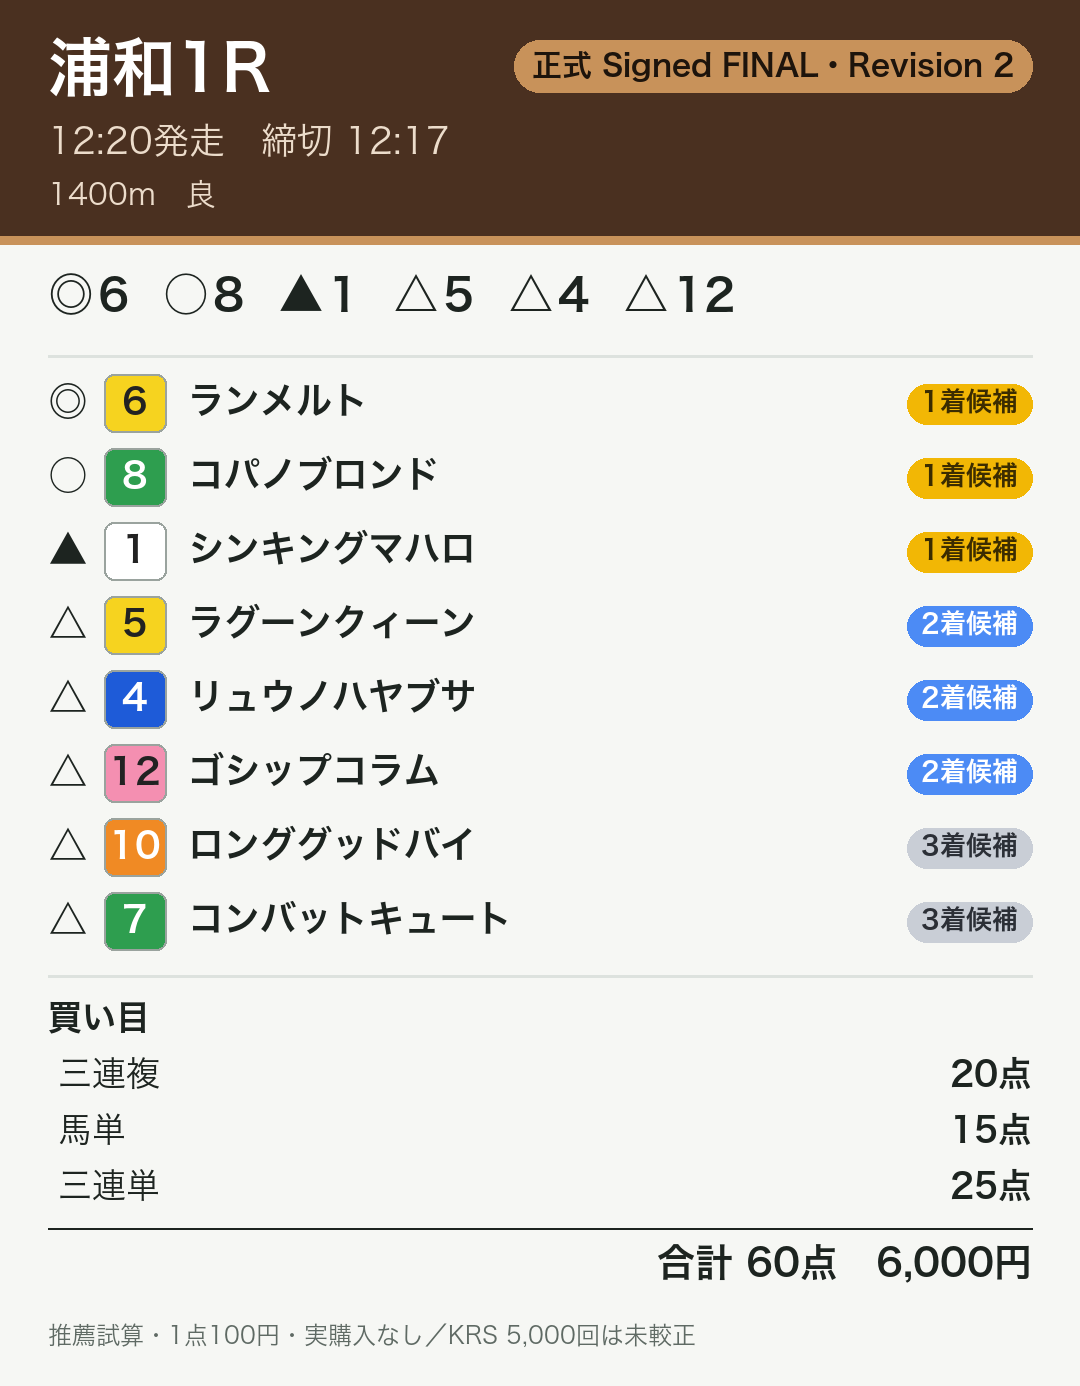 浦和1R
正式 Signed FINAL・Revision 2
12:20発走　締切 12:17
1400m　良
◎6 ○8 ▲1 △5 △4 △12
◎ 6 ランメルト 1着候補
○ 8 コパノブロンド 1着候補
▲ 1 シンキングマハロ 1着候補
△ 5 ラグーンクィーン 2着候補
△ 4 リュウノハヤブサ 2着候補
△ 12 ゴシップコラム 2着候補
△ 10 ロンググッドバイ 3着候補
△ 7 コンバットキュート 3着候補
買い目
三連複 20点
馬単 15点
三連単 25点
合計 60点　6,000円
推薦試算・1点100円・実購入なし／KRS 5,000回は未較正